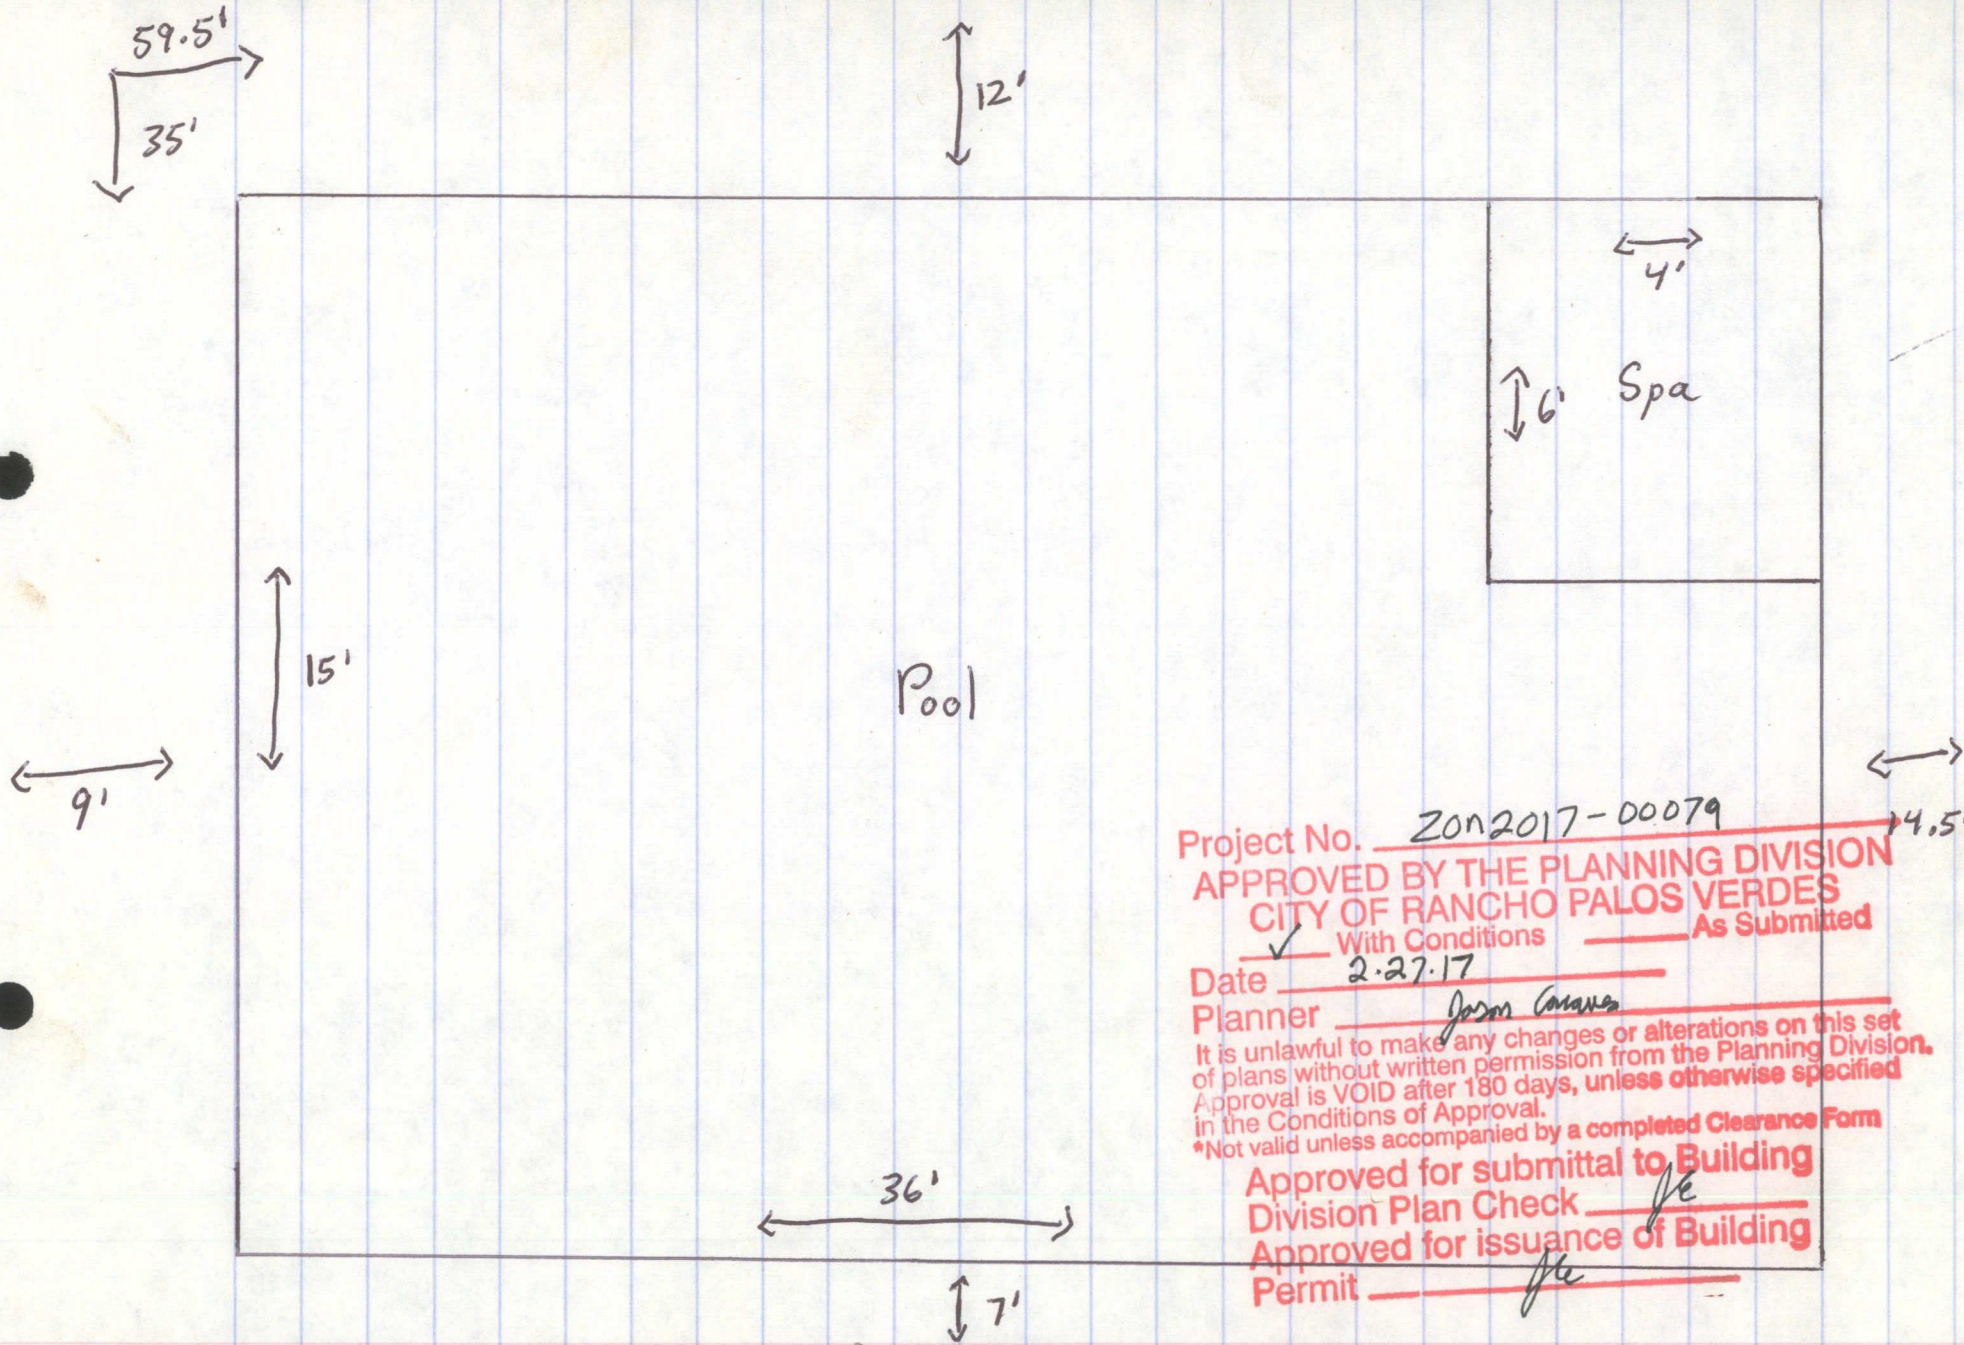 59.5'
35'
12'
4'
6'
Spa
15'
Pool
9'
14.5'
36'
7'
Project No. ZON2017-00079
APPROVED BY THE PLANNING DIVISION
CITY OF RANCHO PALOS VERDES
✓ With Conditions As Submitted
Date 2.27.17
Planner Jason
It is unlawful to make any changes or alterations on this set
of plans without written permission from the Planning Division.
Approval is VOID after 180 days, unless otherwise specified
in the Conditions of Approval.
*Not valid unless accompanied by a completed Clearance Form
Approved for submittal to Building
Division Plan Check
Approved for issuance of Building
Permit